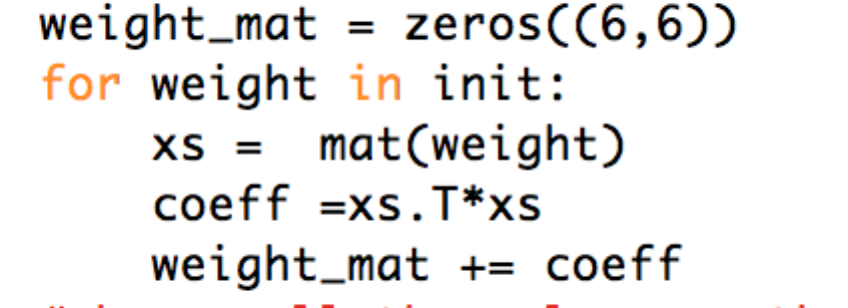 weight_mat = zeros((6,6))
for weight in init:
    xs =  mat(weight)
    coeff =xs.T*xs
    weight_mat += coeff